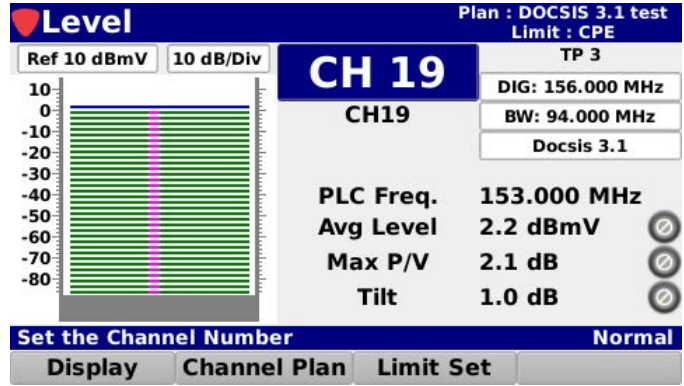 Level
Plan : DOCSIS 3.1 test
Limit : CPE
Ref 10 dBmV
10 dB/Div
10
0
-10
-20
-30
-40
-50
-60
-70
-80
CH 19
CH19
TP 3
DIG: 156.000 MHz
BW: 94.000 MHz
Docsis 3.1
PLC Freq. 153.000 MHz
Avg Level 2.2 dBmV
Max P/V 2.1 dB
Tilt 1.0 dB
Set the Channel Number Normal
Display Channel Plan Limit Set